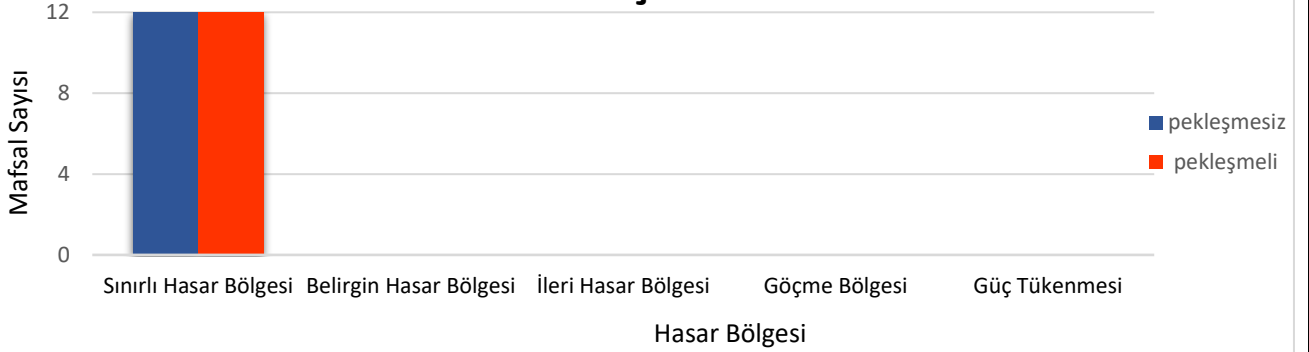 12
8
4
0
Mafsal Sayısı
pekleşmesiz
pekleşmeli
Sınırlı Hasar Bölgesi Belirgin Hasar Bölgesi İleri Hasar Bölgesi Göçme Bölgesi Güç Tükenmesi
Hasar Bölgesi